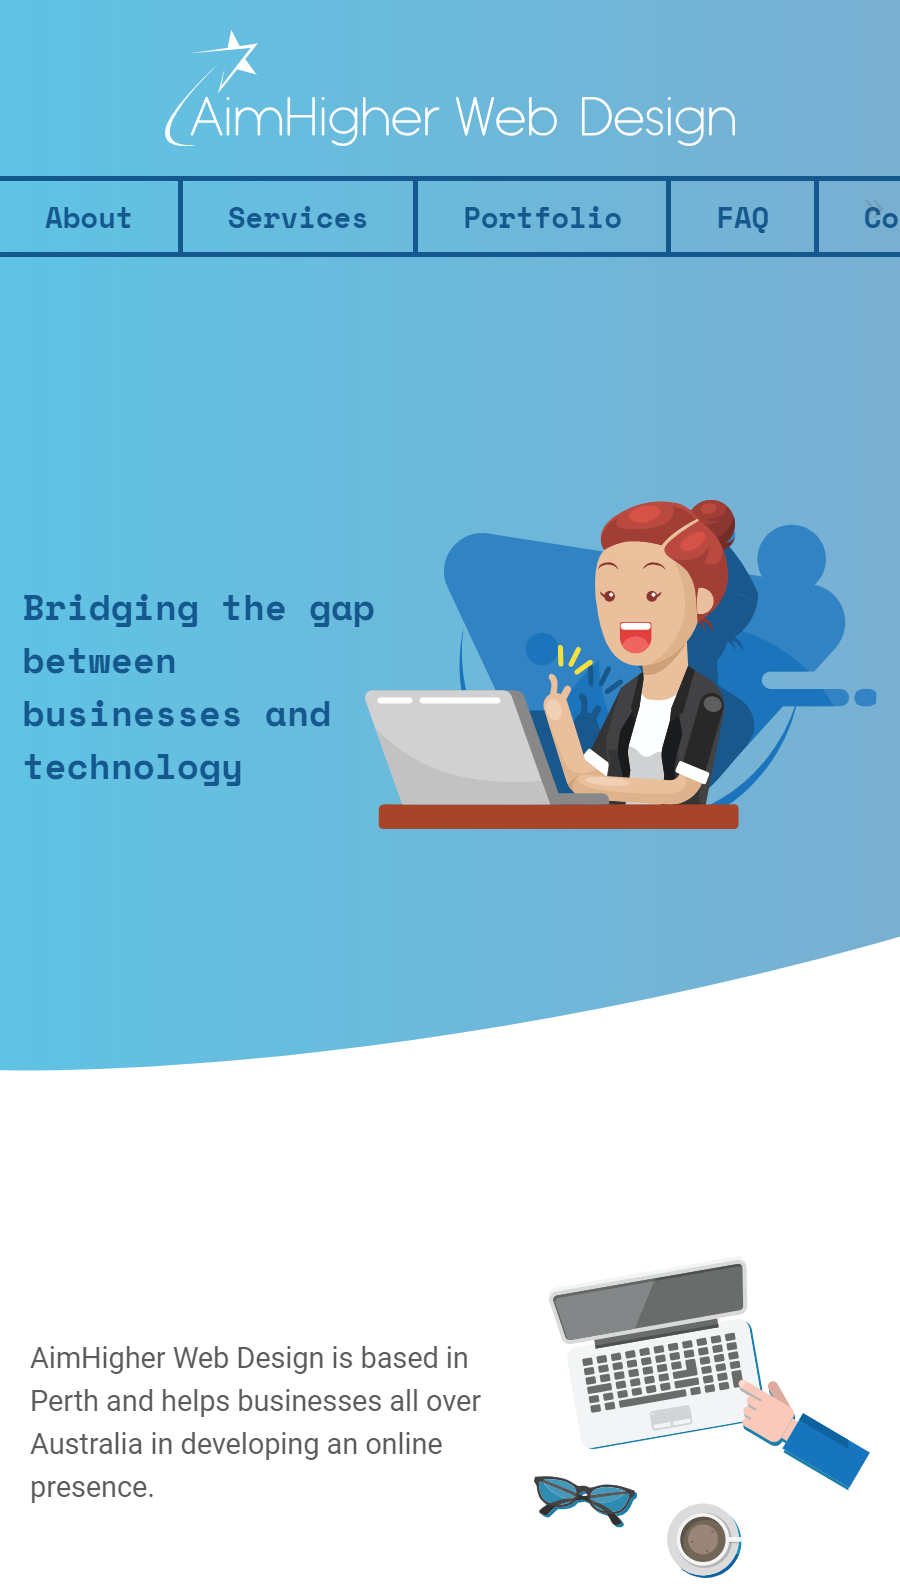 AimHigher Web Design
About Services Portfolio FAQ Co
Bridging the gap
between
businesses and
technology
AimHigher Web Design is based in
Perth and helps businesses all over
Australia in developing an online
presence.